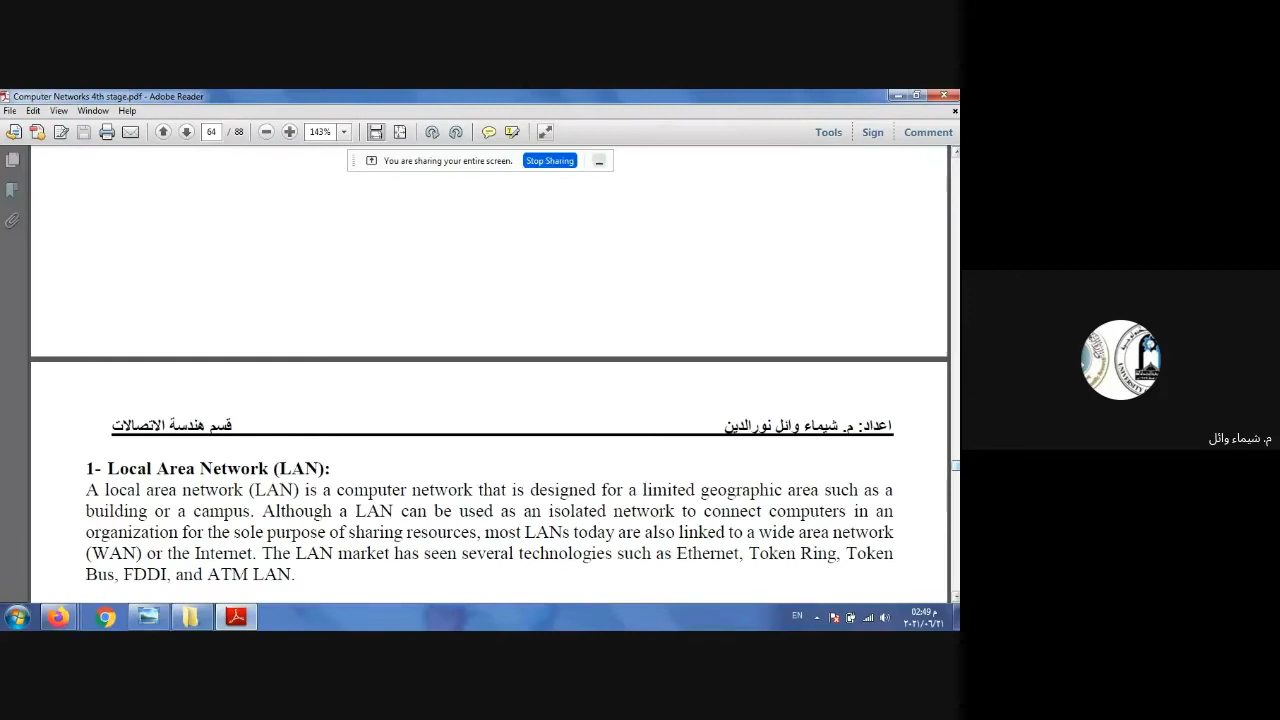 Computer Networks 4th stage.pdf - Adobe Reader
File Edit View Window Help
64 / 88 143% Tools Sign Comment
You are sharing your entire screen. Stop Sharing
اعداد: م. شيماء وائل نورالدين قسم هندسة الاتصالات
1- Local Area Network (LAN):
A local area network (LAN) is a computer network that is designed for a limited geographic area such as a
building or a campus. Although a LAN can be used as an isolated network to connect computers in an
organization for the sole purpose of sharing resources, most LANs today are also linked to a wide area network
(WAN) or the Internet. The LAN market has seen several technologies such as Ethernet, Token Ring, Token
Bus, FDDI, and ATM LAN.
EN
02:49 م
٢٠٢١/٠٦/٢١
م. شيماء وائل